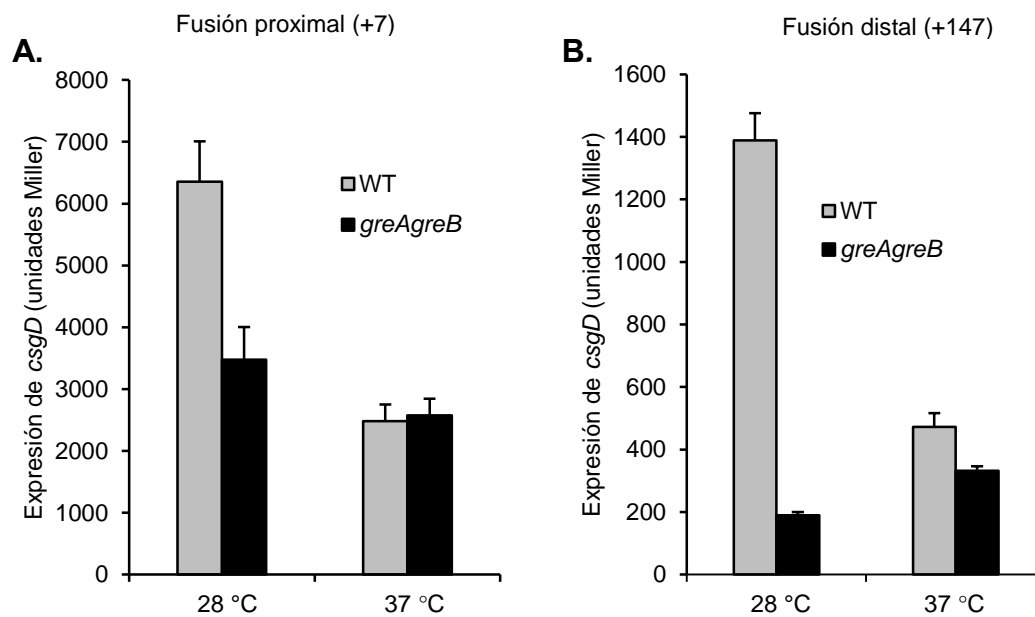 Fusión proximal (+7)
A.
Expresión de csgD (unidades Miller)
8000
7000
6000
5000
4000
3000
2000
1000
0
WT
greAgreB
28 °C
37 °C
Fusión distal (+147)
B.
Expresión de csgD (unidades Miller)
1600
1400
1200
1000
800
600
400
200
0
WT
greAgreB
28 °C
37 °C